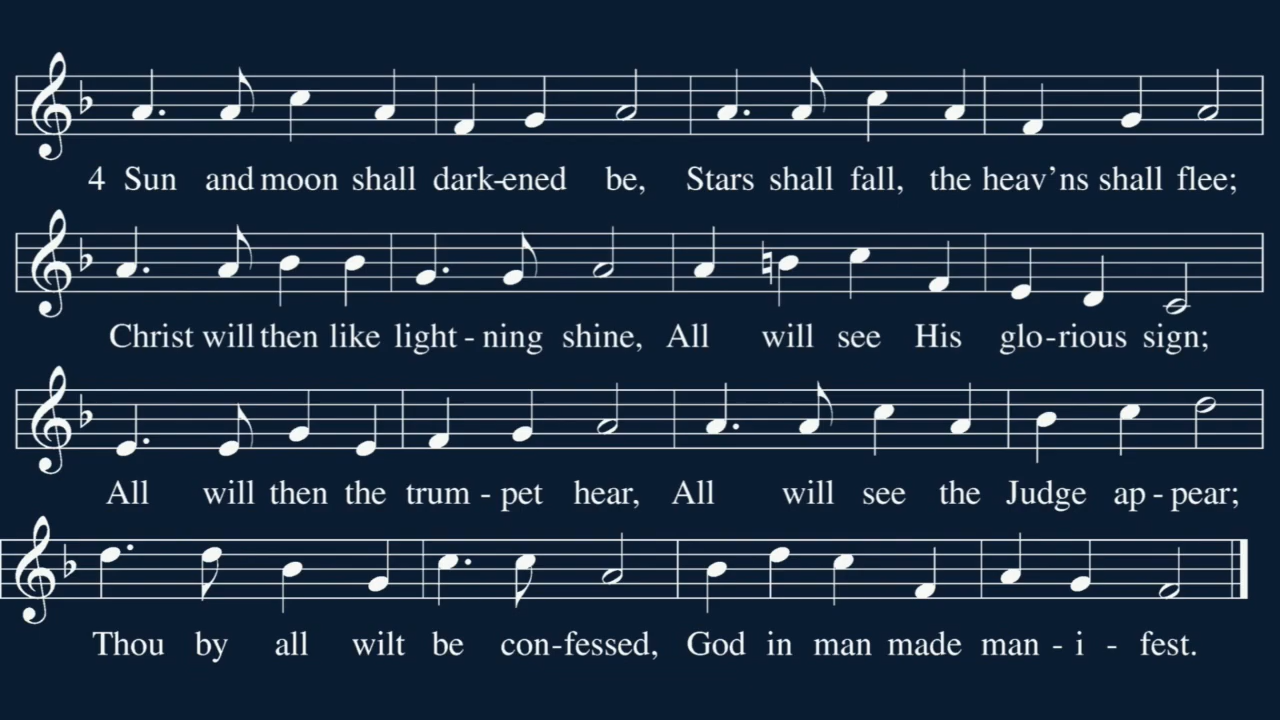 4 Sun and moon shall dark-ened be, Stars shall fall, the heav'ns shall flee;
Christ will then like light - ning shine, All will see His glo-rious sign;
All will then the trum - pet hear, All will see the Judge ap - pear;
Thou by all wilt be con-fessed, God in man made man - i - fest.